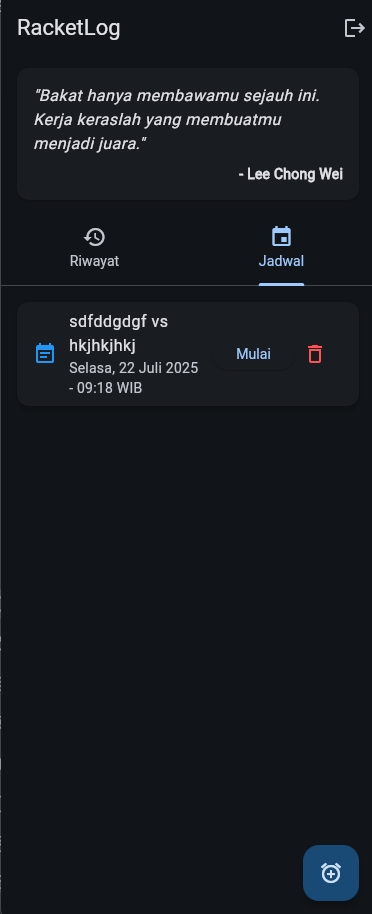 RacketLog
"Bakat hanya membawamu sejauh ini.
Kerja keraslah yang membuatmu
menjadi juara."
- Lee Chong Wei
Riwayat
Jadwal
sdfddgdgf vs
hkjhkjhkj
Selasa, 22 Juli 2025
- 09:18 WIB
Mulai